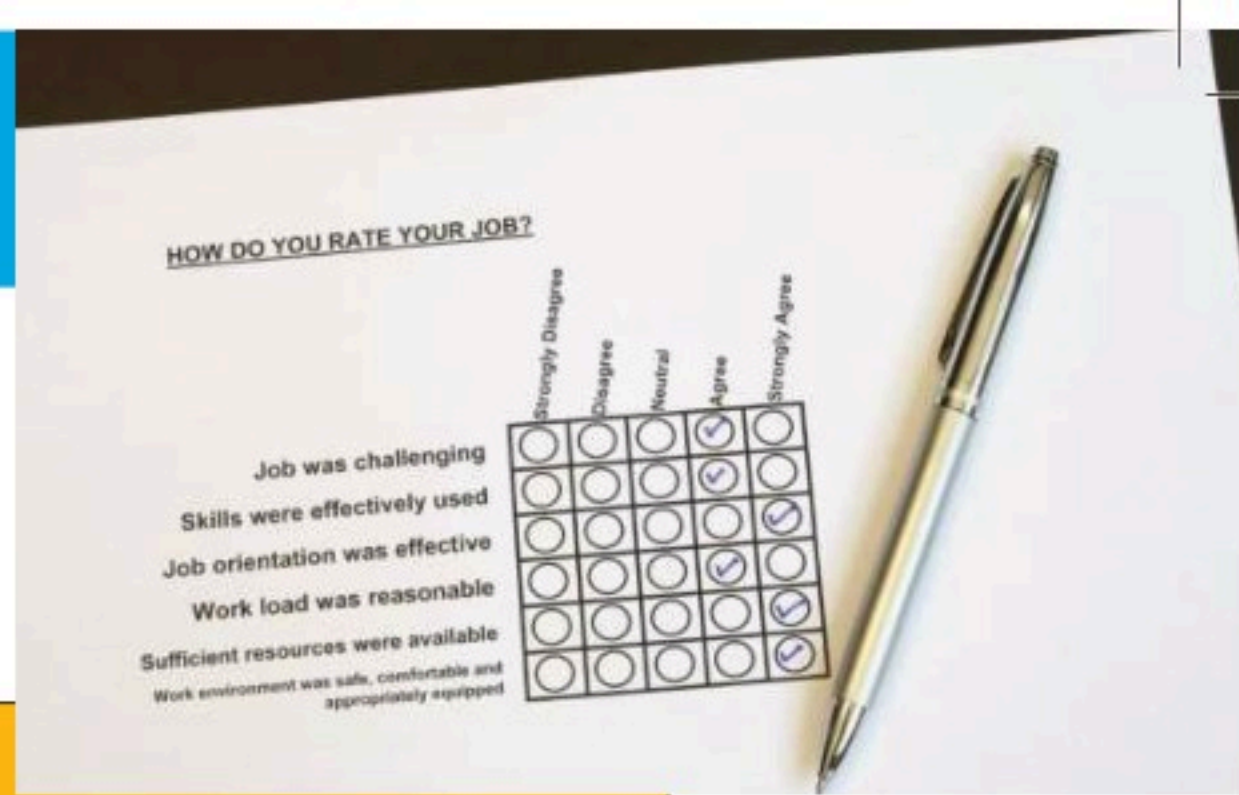 HOW DO YOU RATE YOUR JOB?
Strongly Disagree
Disagree
Neutral
Agree
Strongly Agree
Job was challenging
Skills were effectively used
Job orientation was effective
Work load was reasonable
Sufficient resources were available
Work environment was safe, comfortable and
appropriately equipped